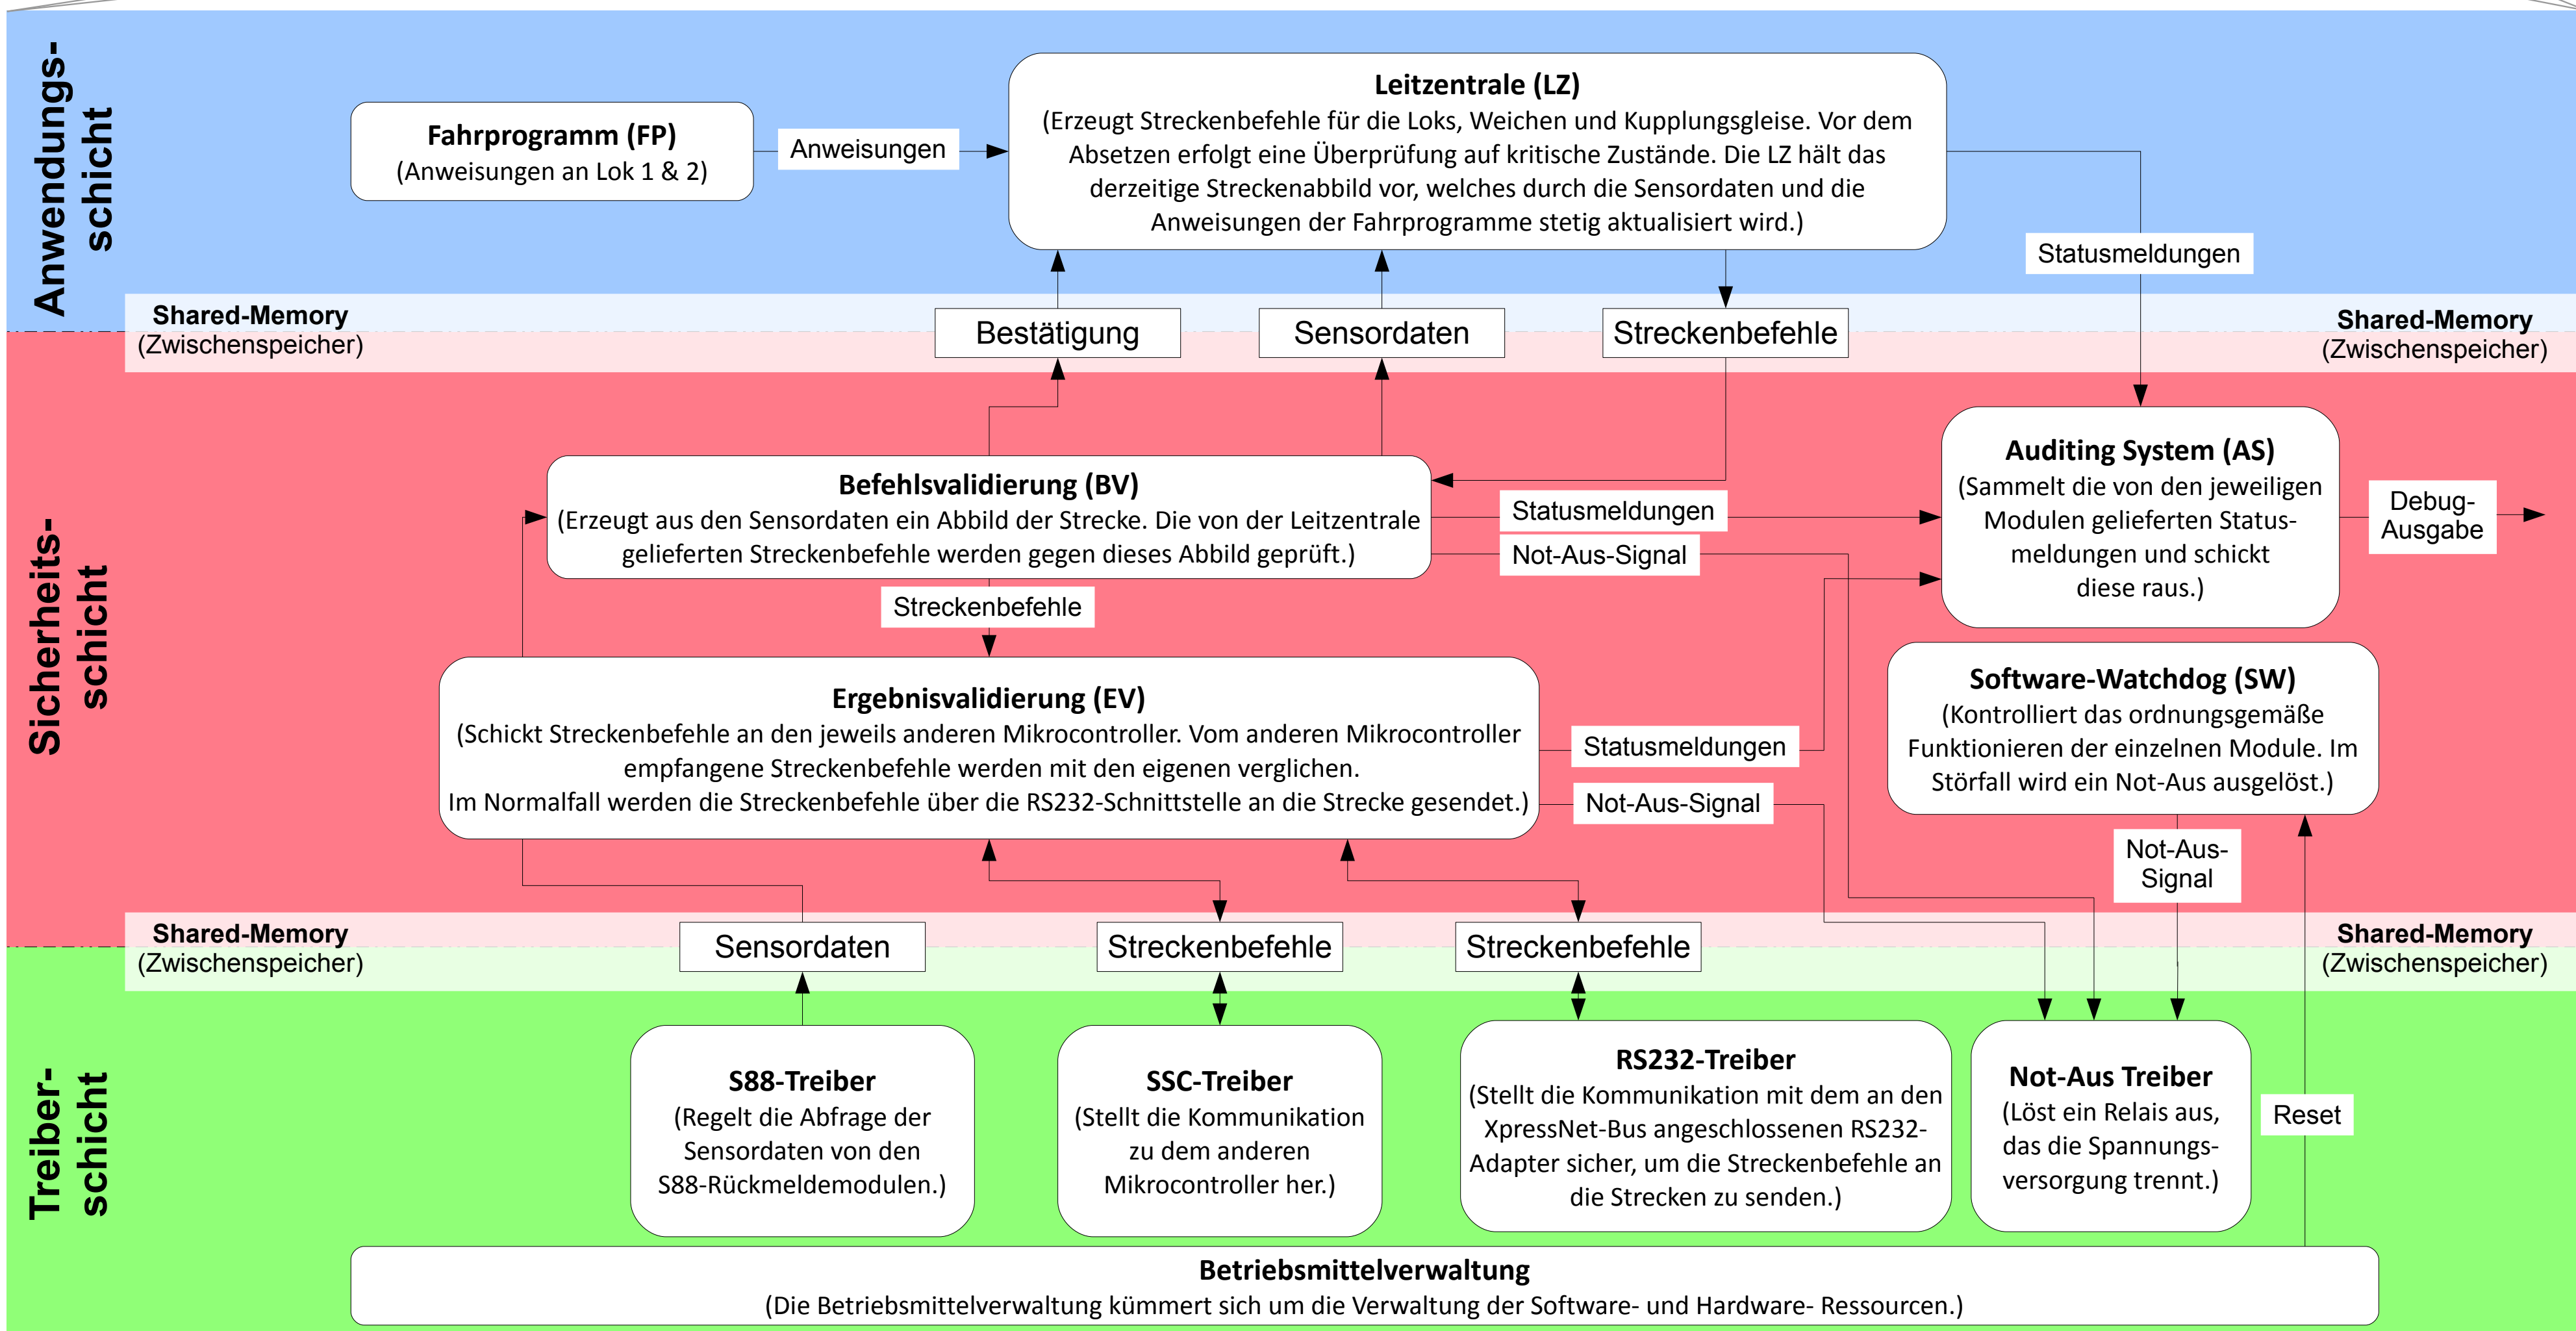 Anwendungs-
schicht
Fahrprogramm (FP)
(Anweisungen an Lok 1 & 2)
Anweisungen
Leitzentrale (LZ)
(Erzeugt Streckenbefehle für die Loks, Weichen und Kupplungsgleise. Vor dem
Absetzen erfolgt eine Überprüfung auf kritische Zustände. Die LZ hält das
derzeitige Streckenabbild vor, welches durch die Sensordaten und die
Anweisungen der Fahrprogramme stetig aktualisiert wird.)
Statusmeldungen
Shared-Memory
(Zwischenspeicher)
Bestätigung
Sensordaten
Streckenbefehle
Shared-Memory
(Zwischenspeicher)
Sicherheits-
schicht
Befehlsvalidierung (BV)
(Erzeugt aus den Sensordaten ein Abbild der Strecke. Die von der Leitzentrale
gelieferten Streckenbefehle werden gegen dieses Abbild geprüft.)
Statusmeldungen
Not-Aus-Signal
Auditing System (AS)
(Sammelt die von den jeweiligen
Modulen gelieferten Status-
meldungen und schickt
diese raus.)
Debug-
Ausgabe
Streckenbefehle
Ergebnisvalidierung (EV)
(Schickt Streckenbefehle an den jeweils anderen Mikrocontroller. Vom anderen Mikrocontroller
empfangene Streckenbefehle werden mit den eigenen verglichen.
Im Normalfall werden die Streckenbefehle über die RS232-Schnittstelle an die Strecke gesendet.)
Statusmeldungen
Not-Aus-Signal
Software-Watchdog (SW)
(Kontrolliert das ordnungsgemäße
Funktionieren der einzelnen Module. Im
Störfall wird ein Not-Aus ausgelöst.)
Not-Aus-
Signal
Shared-Memory
(Zwischenspeicher)
Sensordaten
Streckenbefehle
Streckenbefehle
Shared-Memory
(Zwischenspeicher)
Treiber-
schicht
S88-Treiber
(Regelt die Abfrage der
Sensordaten von den
S88-Rückmeldemodulen.)
SSC-Treiber
(Stellt die Kommunikation
zu dem anderen
Mikrocontroller her.)
RS232-Treiber
(Stellt die Kommunikation mit dem an den
XpressNet-Bus angeschlossenen RS232-
Adapter sicher, um die Streckenbefehle an
die Strecken zu senden.)
Not-Aus Treiber
(Löst ein Relais aus,
das die Spannungs-
versorgung trennt.)
Reset
Betriebsmittelverwaltung
(Die Betriebsmittelverwaltung kümmert sich um die Verwaltung der Software- und Hardware- Ressourcen.)